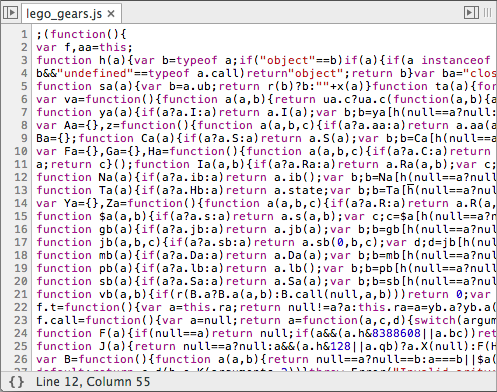 lego_gears.js ×
1 ;(function(){
2 var f,aa=this;
3 function h(a){var b=typeof a;if("object"==b)if(a){if(a instanceof
4 b&&"undefined"==typeof a.call)return"object";return b}var ba="clos
5 function sa(a){var b=a.ub;return r(b)?b:""+x(a)}function ta(a){for
6 var va=function(){function a(a,b){return ua.c?ua.c(function(a,b){a
7 function ya(a){if(a?a.I:a)return a.I(a);var b;b=ya[h(null==a?null:
8 var Aa={},z=function(){function a(a,b,c){if(a?a.aa:a)return a.aa(a
9 Ba={};function Ca(a){if(a?a.S:a)return a.S(a);var b;b=Ca[h(null==a
10 var Fa={},Ga={},Ha=function(){function a(a,b,c){if(a?a.C:a)return
11 a;return c}();function Ia(a,b){if(a?a.Ra:a)return a.Ra(a,b);var c;
12 function Na(a){if(a?a.ib:a)return a.ib();var b;b=Na[h(null==a?null
13 function Ta(a){if(a?a.Hb:a)return a.state;var b;b=Ta[h(null==a?nul
14 var Ya={},Za=function(){function a(a,b,c){if(a?a.R:a)return a.R(a,
15 function $a(a,b){if(a?a.s:a)return a.s(a,b);var c;c=$a[h(null==a?n
16 function gb(a){if(a?a.jb:a)return a.jb(a);var b;b=gb[h(null==a?nul
17 function jb(a,b,c){if(a?a.sb:a)return a.sb(0,b,c);var d;d=jb[h(nul
18 function mb(a){if(a?a.Da:a)return a.Da(a);var b;b=mb[h(null==a?nul
19 function pb(a){if(a?a.lb:a)return a.lb();var b;b=pb[h(null==a?null
20 function sb(a){if(a?a.Sa:a)return a.Sa(a);var b;b=sb[h(null==a?nul
21 function vb(a,b){if(r(B.a?B.a(a,b):B.call(null,a,b)))return 0;var
22 f.t=function(){var a=this.ra;return null!=a?a:this.ra=a=yb.a?yb.a(
23 f.call=function(){var a=null;return a=function(a,c,d){switch(argum
24 function F(a){if(null==a)return null;if(a&&(a.h&8388608||a.bc))ret
25 function J(a){return null==a?null:a&&(a.h&128||a.qb)?a.X(null):F(H
26 var B=function(){function a(a,b){return null==a?null==b:a===b||$a(
{} Line 12, Column 55